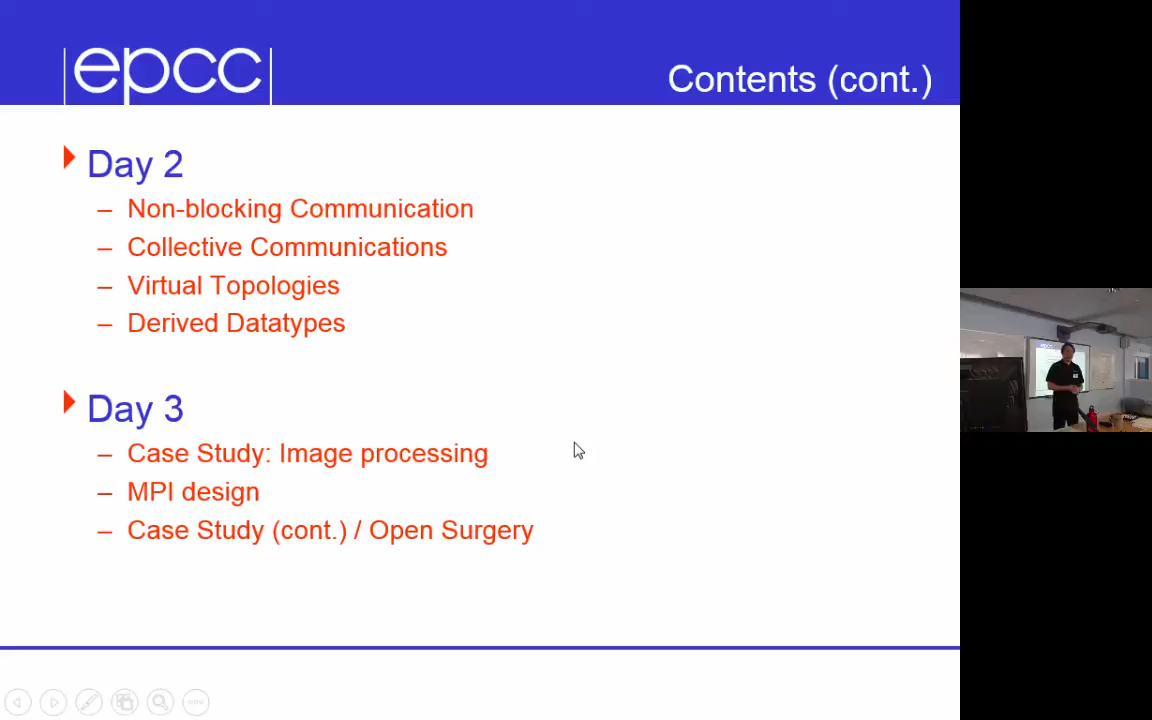 epcc
Contents (cont.)
Day 2
– Non-blocking Communication
– Collective Communications
– Virtual Topologies
– Derived Datatypes
Day 3
– Case Study: Image processing
– MPI design
– Case Study (cont.) / Open Surgery